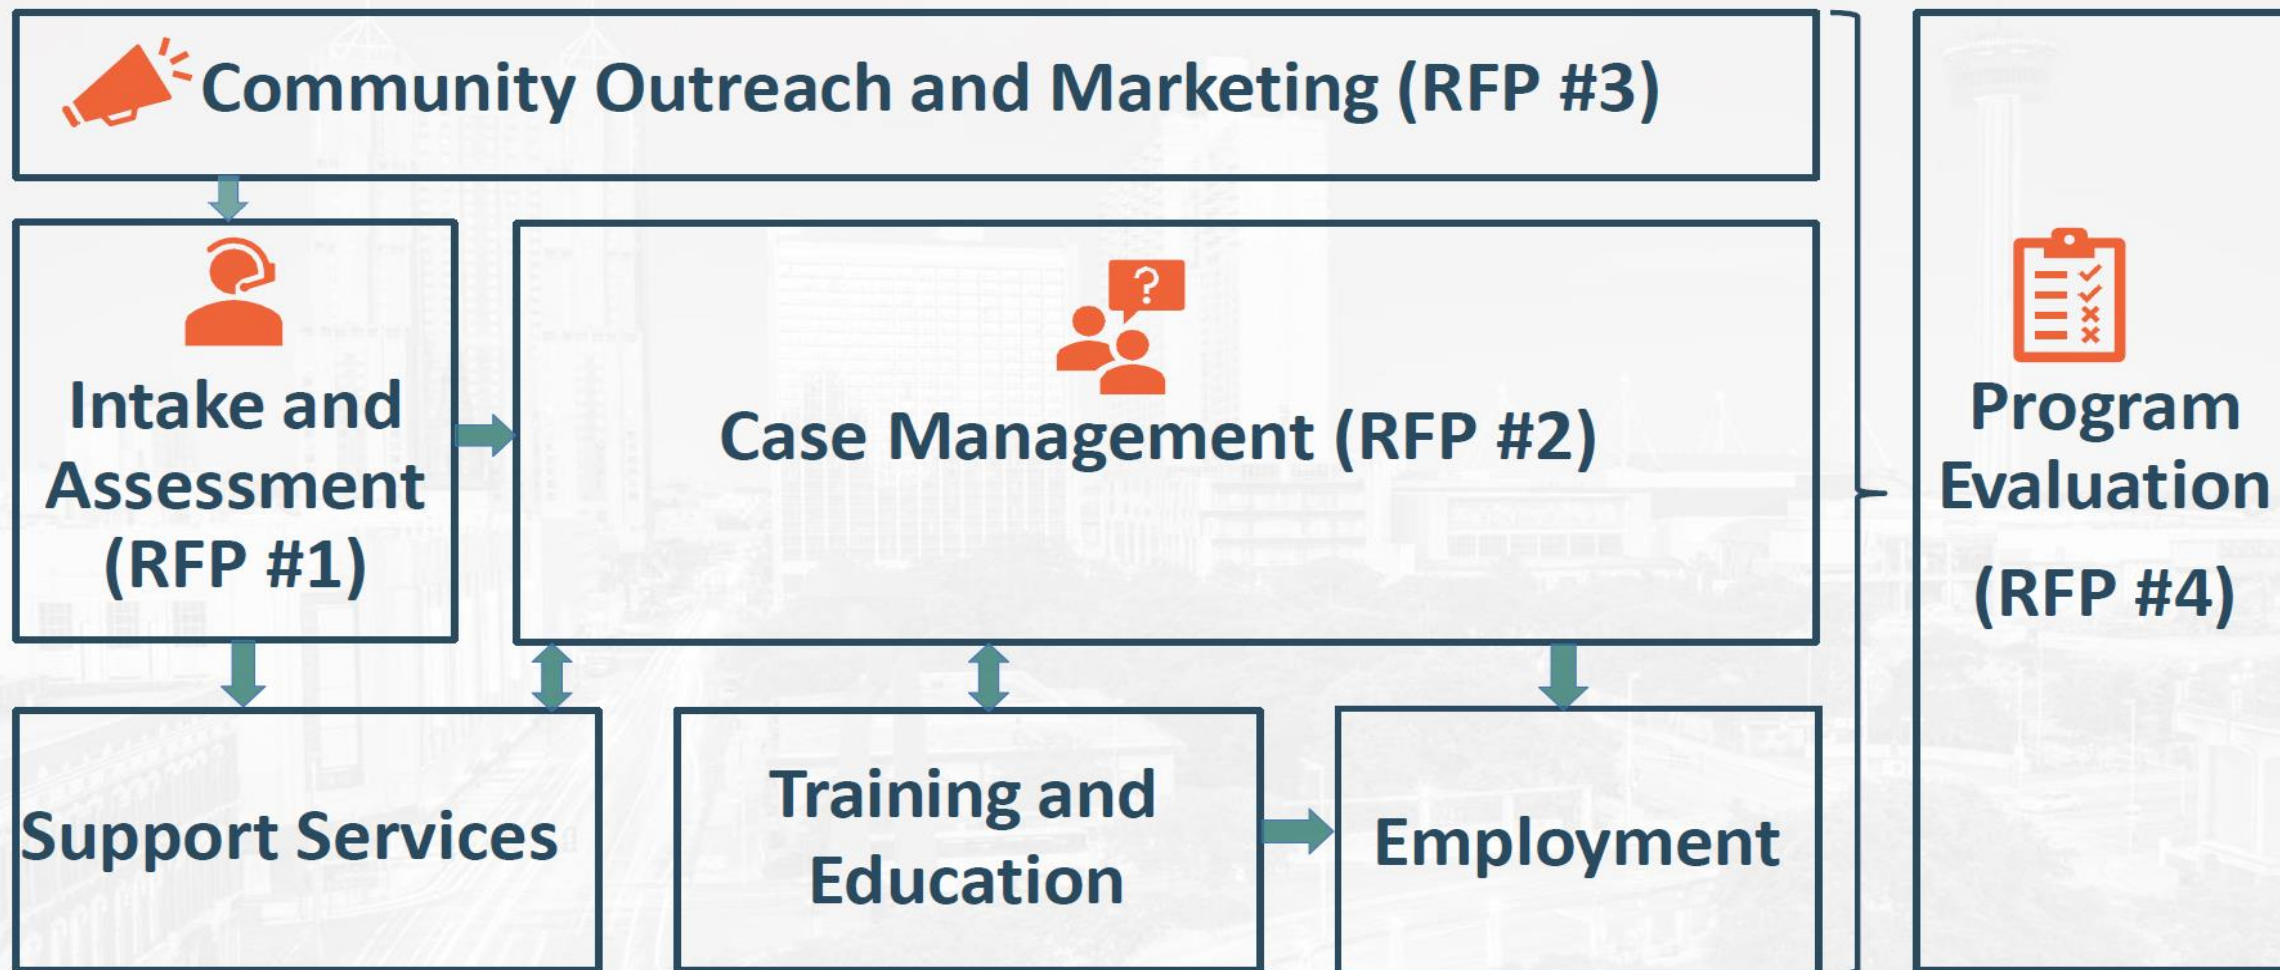 Community Outreach and Marketing (RFP #3)
Intake and
Assessment
(RFP #1)
?
Case Management (RFP #2)
Program
Evaluation
(RFP #4)
Support Services
Training and
Education
Employment